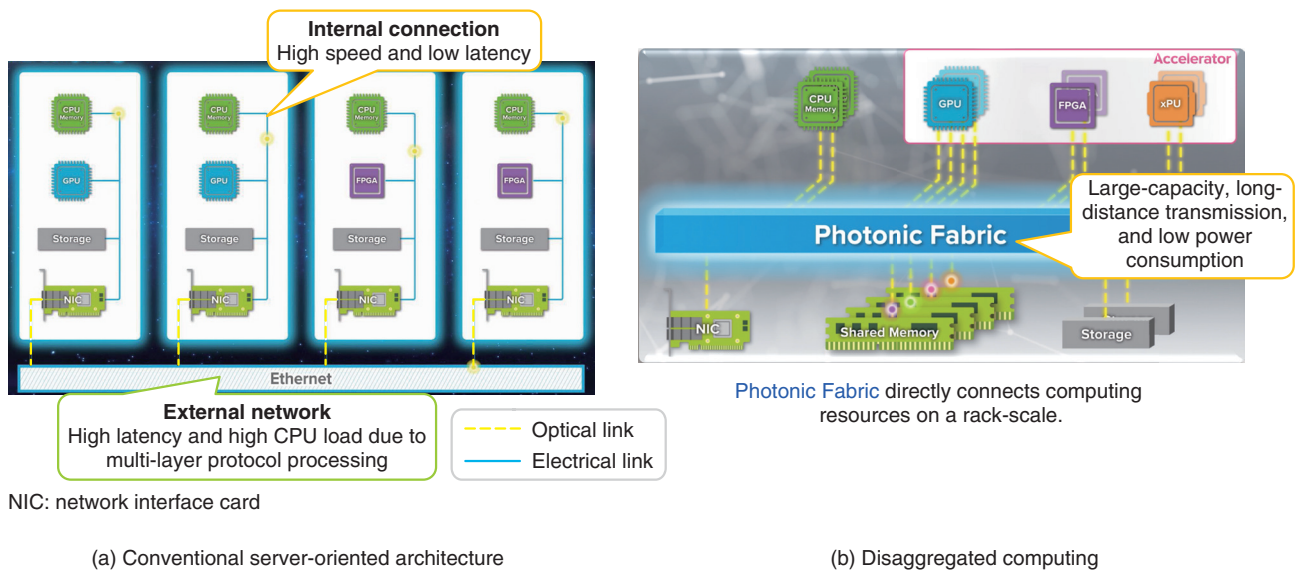 Internal connection
High speed and low latency
CPU
Memory
CPU
Memory
CPU
Memory
CPU
Memory
GPU
GPU
FPGA
FPGA
Storage
Storage
Storage
Storage
NIC
NIC
NIC
NIC
Ethernet
External network
High latency and high CPU load due to
multi-layer protocol processing
Optical link
Electrical link
NIC: network interface card
(a) Conventional server-oriented architecture
Accelerator
CPU
Memory
GPU
FPGA
xPU
Large-capacity, long-
distance transmission,
and low power
consumption
Photonic Fabric
NIC
Shared Memory
Storage
Photonic Fabric directly connects computing
resources on a rack-scale.
(b) Disaggregated computing